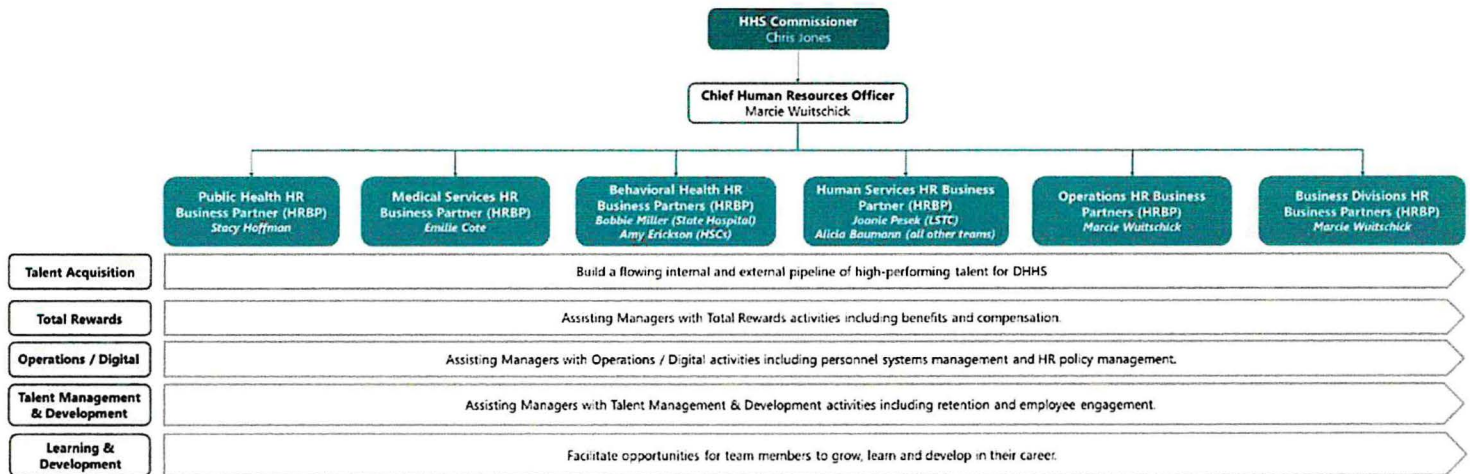 HHS Commissioner
Chris Jones
Chief Human Resources Officer
Marcie Wuitschick
Public Health HR
Business Partner (HRBP)
Stacy Hoffman
Medical Services HR
Business Partner (HRBP)
Emilie Cote
Behavioral Health HR
Business Partners (HRBP)
Bobbie Miller (State Hospital)
Amy Erickson (HSCs)
Human Services HR Business
Partner (HRBP)
Joanie Pesek (LSTC)
Alicia Baumann (all other teams)
Operations HR Business
Partners (HRBP)
Marcie Wuitschick
Business Divisions HR
Business Partners (HRBP)
Marcie Wuitschick
Talent Acquisition
Build a flowing internal and external pipeline of high-performing talent for DHHS
Total Rewards
Assisting Managers with Total Rewards activities including benefits and compensation.
Operations / Digital
Assisting Managers with Operations / Digital activities including personnel systems management and HR policy management.
Talent Management
& Development
Assisting Managers with Talent Management & Development activities including retention and employee engagement.
Learning &
Development
Facilitate opportunities for team members to grow, learn and develop in their career.